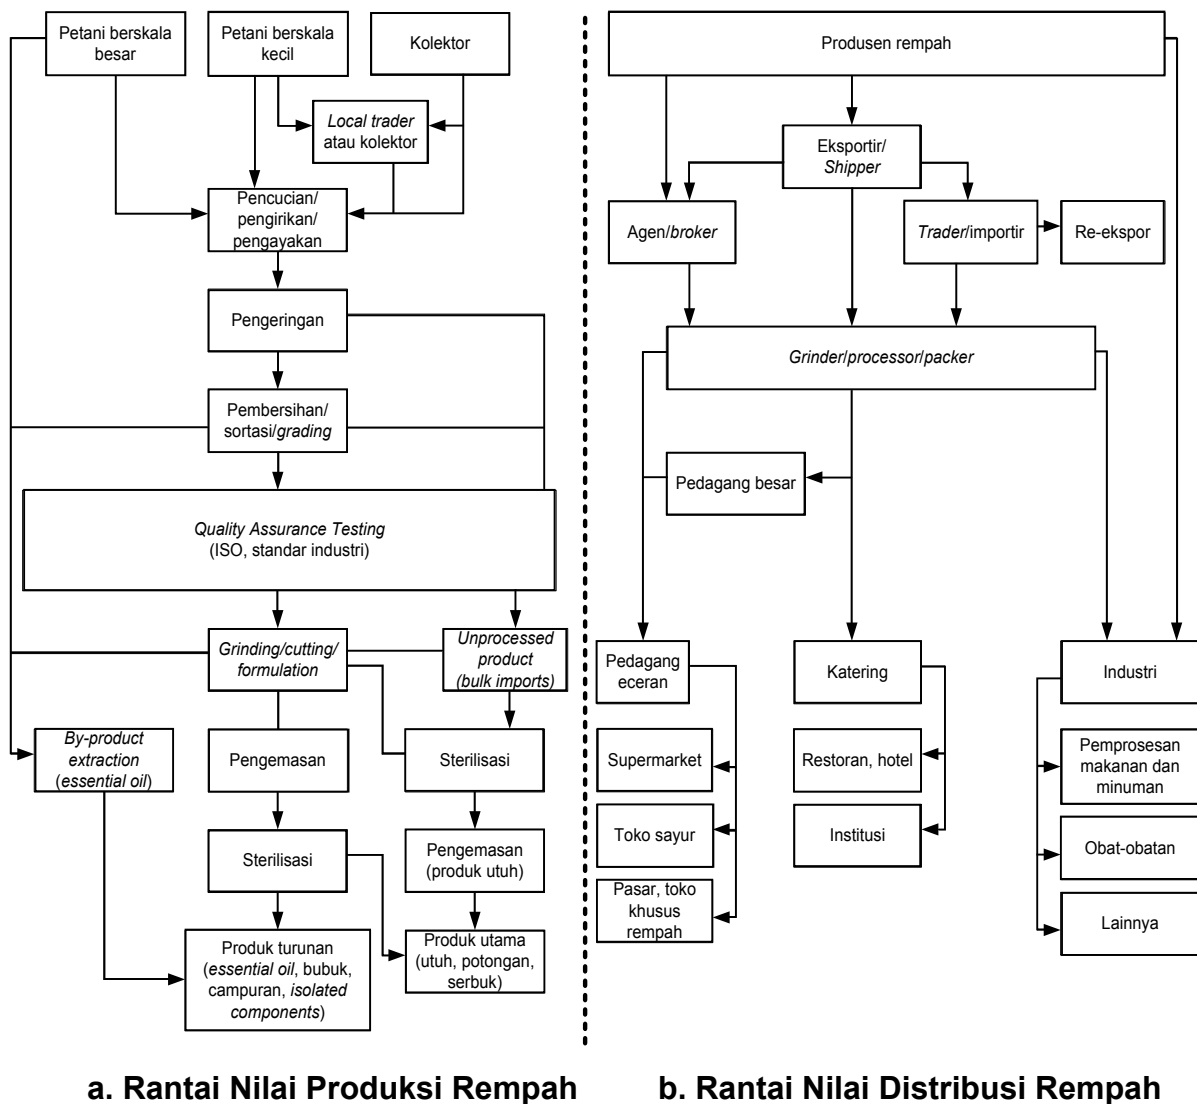 Petani berskala
besar
Petani berskala
kecil
Kolektor
Local trader
atau kolektor
Pencucian/
pengirikan/
pengayakan
Pengeringan
Pembersihan/
sortasi/grading
Quality Assurance Testing
(ISO, standar industri)
Grinding/cutting/
formulation
Unprocessed
product
(bulk imports)
By-product
extraction
(essential oil)
Pengemasan
Sterilisasi
Sterilisasi
Pengemasan
(produk utuh)
Produk turunan
(essential oil, bubuk,
campuran, isolated
components)
Produk utama
(utuh, potongan,
serbuk)
a. Rantai Nilai Produksi Rempah
Produsen rempah
Eksportir/
Shipper
Agen/broker
Trader/importir
Re-ekspor
Grinder/processor/packer
Pedagang besar
Pedagang
eceran
Katering
Industri
Supermarket
Restoran, hotel
Pemprosesan
makanan dan
minuman
Toko sayur
Institusi
Obat-obatan
Pasar, toko
khusus
rempah
Lainnya
b. Rantai Nilai Distribusi Rempah